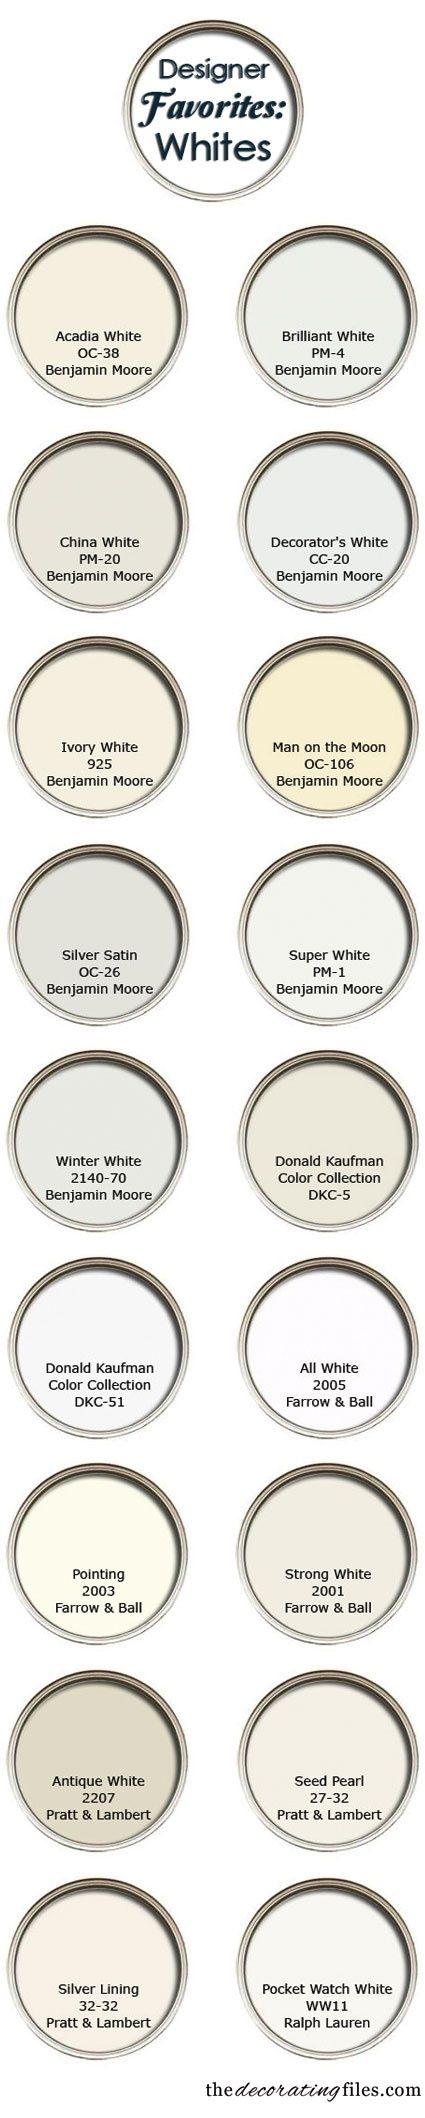 Designer
Favorites:
Whites
Acadia White
OC-38
Benjamin Moore
Brilliant White
PM-4
Benjamin Moore
China White
PM-20
Benjamin Moore
Decorator's White
CC-20
Benjamin Moore
Ivory White
925
Benjamin Moore
Man on the Moon
OC-106
Benjamin Moore
Silver Satin
OC-26
Benjamin Moore
Super White
PM-1
Benjamin Moore
Winter White
2140-70
Benjamin Moore
Donald Kaufman
Color Collection
DKC-5
Donald Kaufman
Color Collection
DKC-51
All White
2005
Farrow & Ball
Pointing
2003
Farrow & Ball
Strong White
2001
Farrow & Ball
Antique White
2207
Pratt & Lambert
Seed Pearl
27-32
Pratt & Lambert
Silver Lining
32-32
Pratt & Lambert
Pocket Watch White
WW11
Ralph Lauren
thedecoratingfiles.com